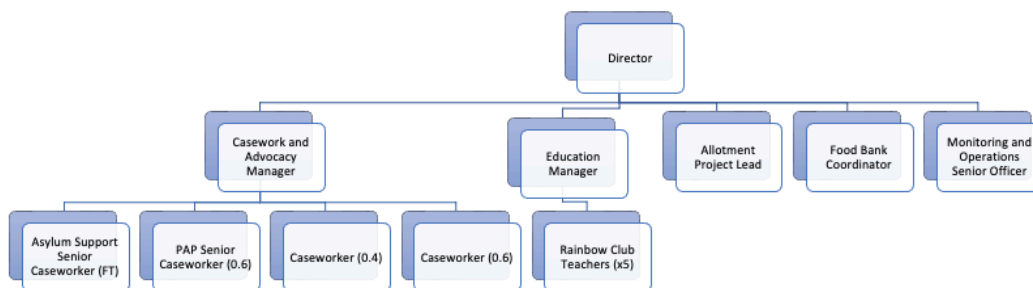 Director
Casework and
Advocacy
Manager
Education
Manager
Allotment
Project Lead
Food Bank
Coordinator
Monitoring and
Operations
Senior Officer
Asylum Support
Senior
Caseworker (FT)
PAP Senior
Caseworker (0.6)
Caseworker (0.4)
Caseworker (0.6)
Rainbow Club
Teachers (x5)